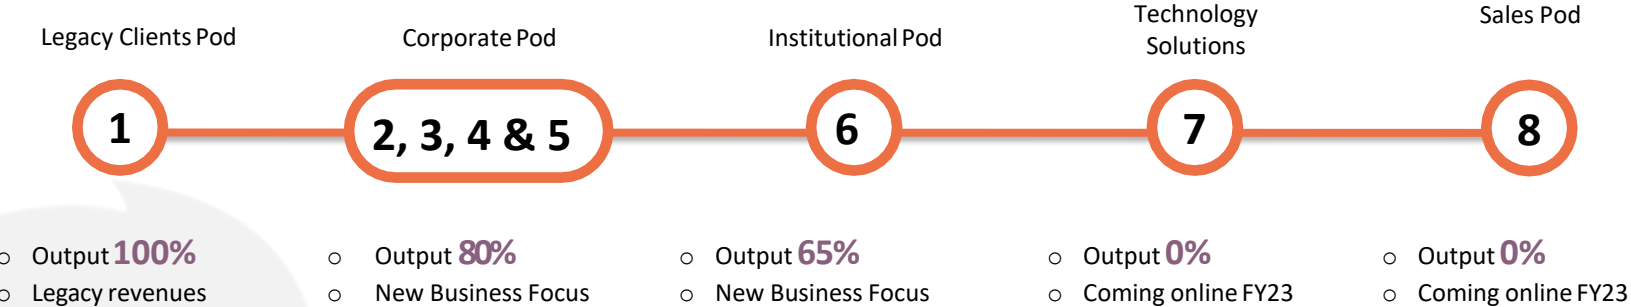 Legacy Clients Pod
Corporate Pod
Institutional Pod
Technology
Solutions
Sales Pod
1
2, 3, 4 & 5
6
7
8
o Output 100%
o Legacy revenues
o Output 80%
o New Business Focus
o Output 65%
o New Business Focus
o Output 0%
o Coming online FY23
o Output 0%
o Coming online FY23